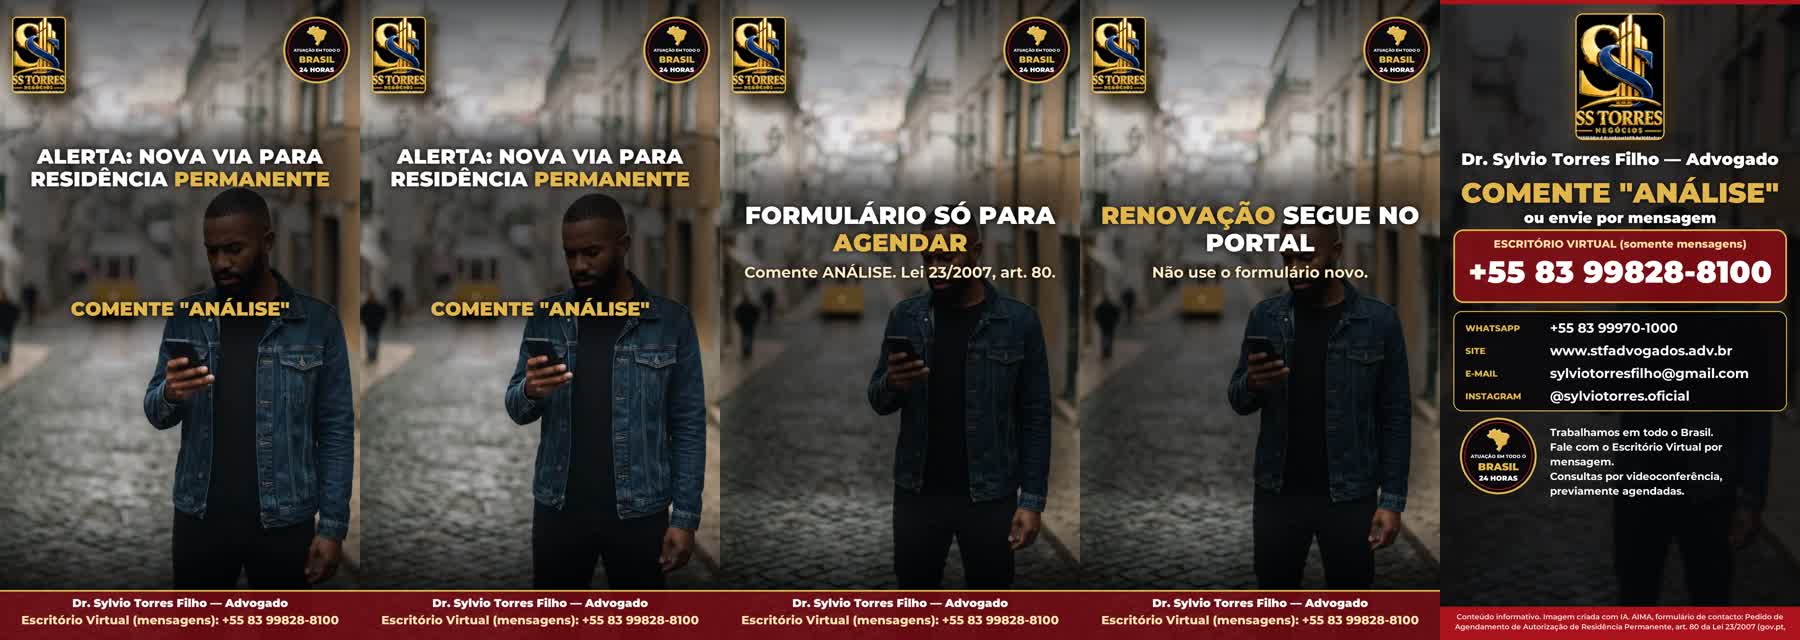 SS TORRES
NEGÓCIOS
ATUAÇÃO EM TODO O
BRASIL
24 HORAS
ALERTA: NOVA VIA PARA
RESIDÊNCIA PERMANENTE
COMENTE "ANÁLISE"
Dr. Sylvio Torres Filho — Advogado
Escritório Virtual (mensagens): +55 83 99828-8100
SS TORRES
NEGÓCIOS
ATUAÇÃO EM TODO O
BRASIL
24 HORAS
ALERTA: NOVA VIA PARA
RESIDÊNCIA PERMANENTE
COMENTE "ANÁLISE"
Dr. Sylvio Torres Filho — Advogado
Escritório Virtual (mensagens): +55 83 99828-8100
SS TORRES
NEGÓCIOS
ATUAÇÃO EM TODO O
BRASIL
24 HORAS
FORMULÁRIO SÓ PARA
AGENDAR
Comente ANÁLISE. Lei 23/2007, art. 80.
Dr. Sylvio Torres Filho — Advogado
Escritório Virtual (mensagens): +55 83 99828-8100
SS TORRES
NEGÓCIOS
ATUAÇÃO EM TODO O
BRASIL
24 HORAS
RENOVAÇÃO SEGUE NO
PORTAL
Não use o formulário novo.
Dr. Sylvio Torres Filho — Advogado
Escritório Virtual (mensagens): +55 83 99828-8100
SS TORRES
NEGÓCIOS
Dr. Sylvio Torres Filho — Advogado
COMENTE "ANÁLISE"
ou envie por mensagem
ESCRITÓRIO VIRTUAL (somente mensagens)
+55 83 99828-8100
WHATSAPP +55 83 99970-1000
SITE www.stfadvogados.adv.br
E-MAIL sylviotorresfilho@gmail.com
INSTAGRAM @sylviotorres.oficial
ATUAÇÃO EM TODO O
BRASIL
24 HORAS
Trabalhamos em todo o Brasil.
Fale com o Escritório Virtual por
mensagem.
Consultas por videoconferência,
previamente agendadas.
Conteúdo informativo. Imagem criada com IA. AIMA, formulário de contacto: Pedido de
Agendamento de Autorização de Residência Permanente, art. 80 da Lei 23/2007 (gov.pt,